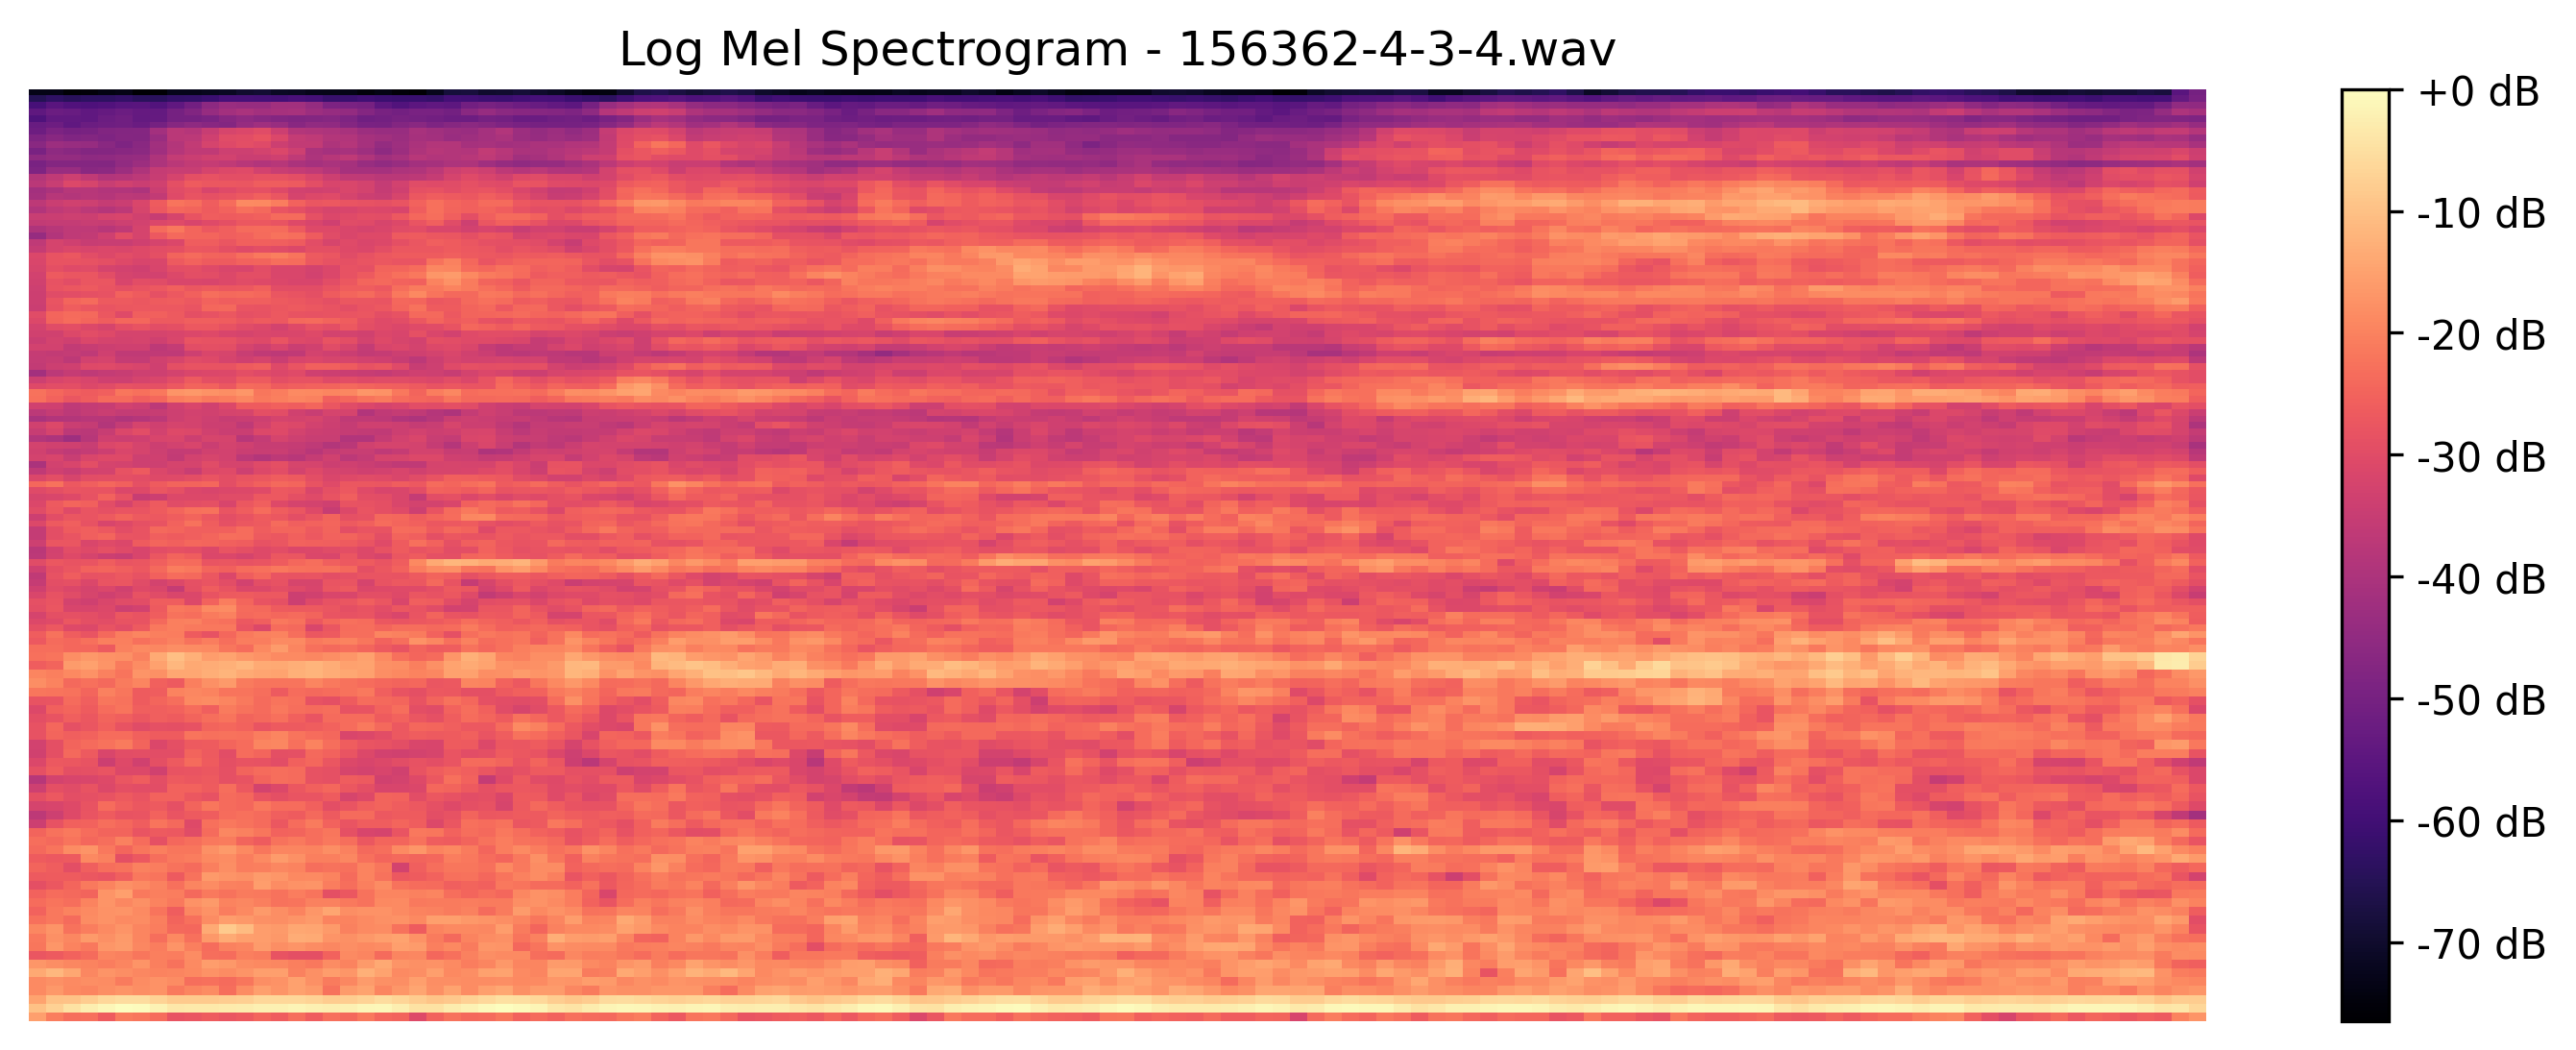 Log Mel Spectrogram - 156362-4-3-4.wav
+0 dB
-10 dB
-20 dB
-30 dB
-40 dB
-50 dB
-60 dB
-70 dB